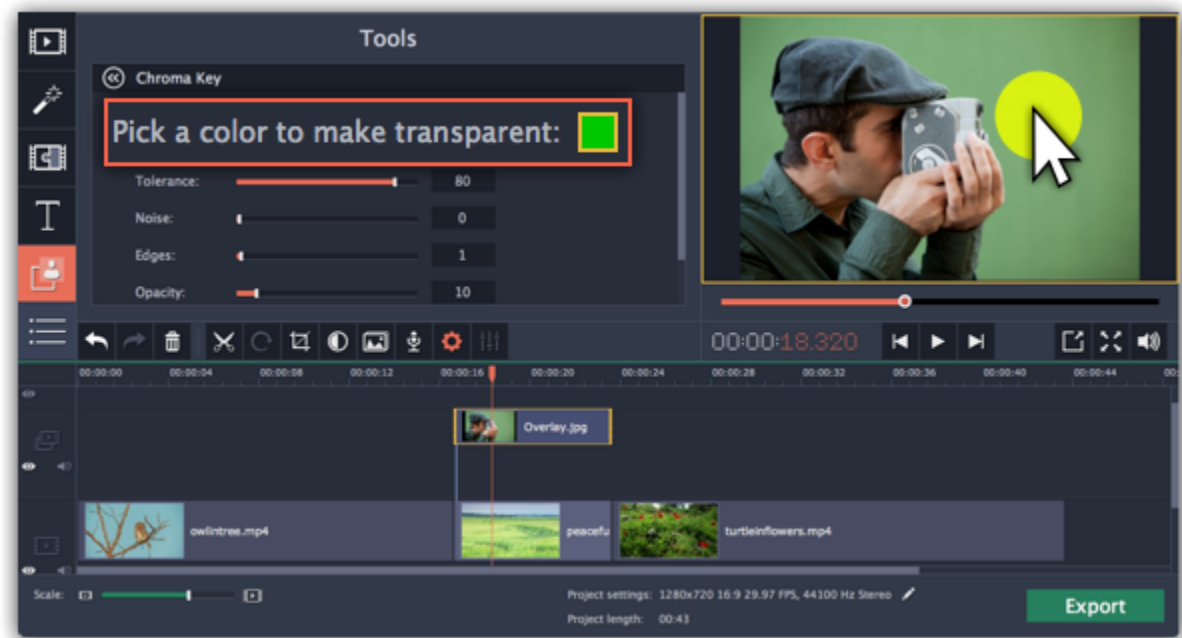 Tools
Chroma Key
Pick a color to make transparent:
Tolerance: 80
Noise: 0
Edges: 1
Opacity: 10
T
00:00:18.320
00:00:00 00:00:04 00:00:08 00:00:12 00:00:16 00:00:20 00:00:24 00:00:28 00:00:32 00:00:36 00:00:40 00:00:44 00:
Overlay.jpg
owlintree.mp4 peacefu turtleinflowers.mp4
Scale: Project settings: 1280x720 16:9 29.97 FPS, 44100 Hz Stereo
Project length: 00:43
Export